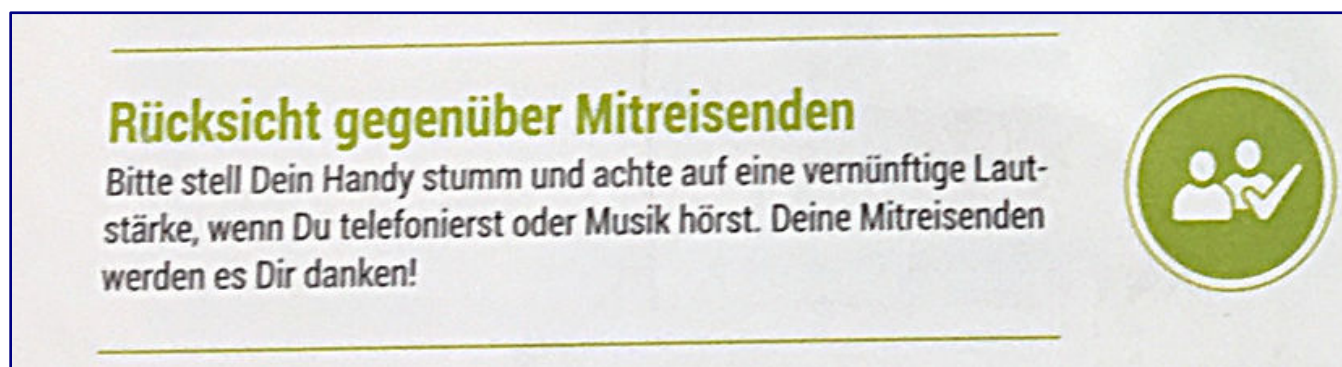 Rücksicht gegenüber Mitreisenden
Bitte stell Dein Handy stumm und achte auf eine vernünftige Laut-
stärke, wenn Du telefonierst oder Musik hörst. Deine Mitreisenden
werden es Dir danken!